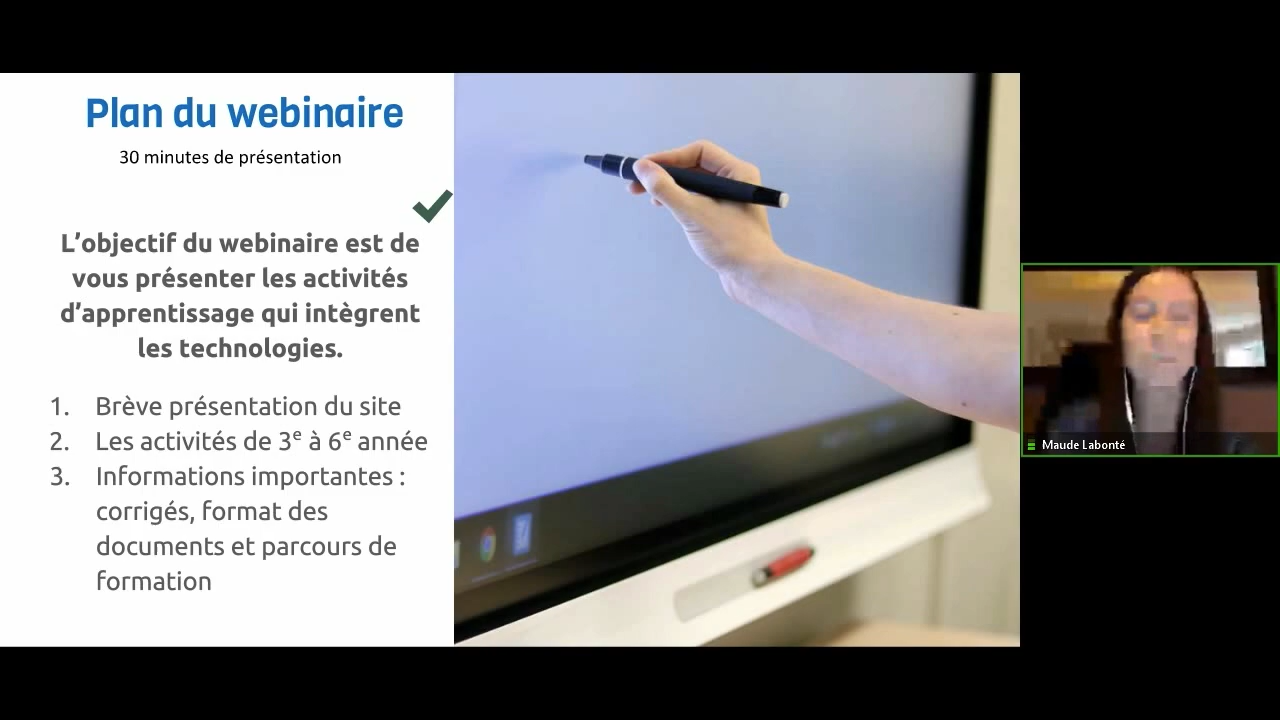 Plan du webinaire
30 minutes de présentation
L’objectif du webinaire est de
vous présenter les activités
d’apprentissage qui intègrent
les technologies.
1. Brève présentation du site
2. Les activités de 3e à 6e année
3. Informations importantes :
corrigés, format des
documents et parcours de
formation
Maude Labonté